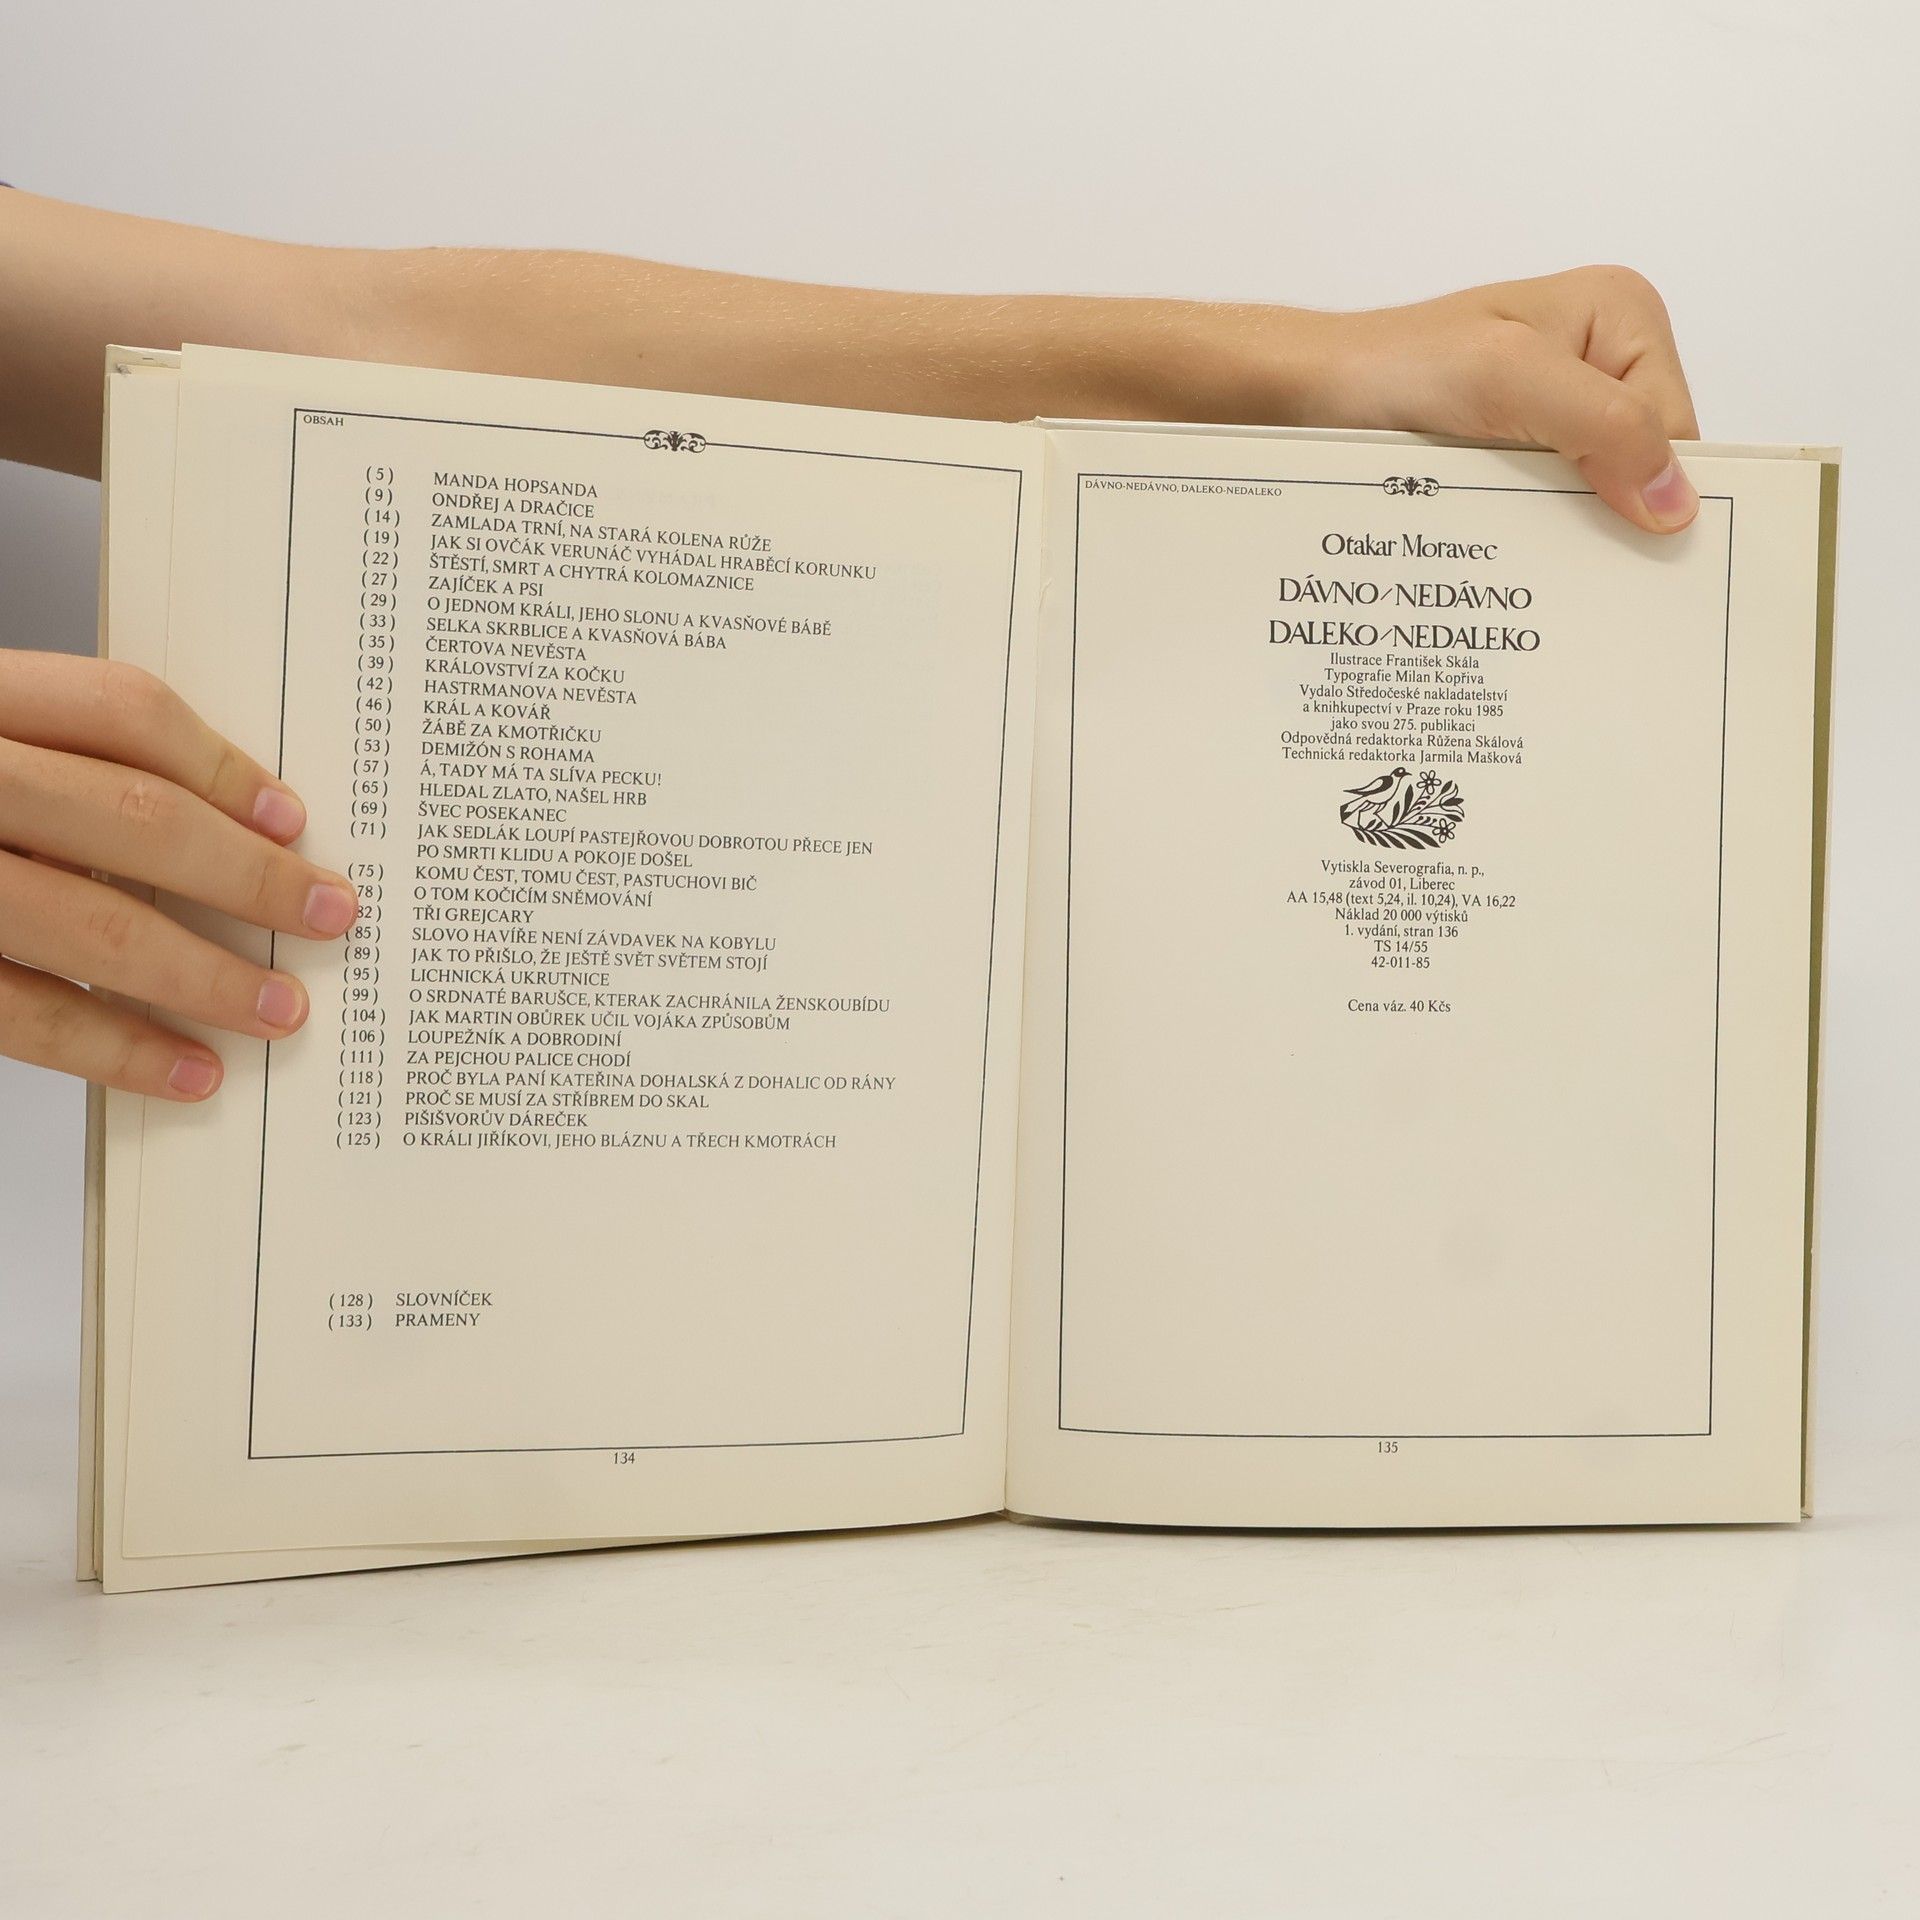 OBSAH
( 5 ) MANDA HOPSANDA
( 9 ) ONDŘEJ A DRAČICE
( 14 ) ZAMLADA TRNÍ, NA STARÁ KOLENA RŮŽE
( 19 ) JAK SI OVČÁK VERUNÁČ VYHÁDAL HRABĚCÍ KORUNKU
( 22 ) ŠTĚSTÍ, SMRT A CHYTRÁ KOLOMAZNICE
( 27 ) ZAJÍČEK A PSI
( 29 ) O JEDNOM KRÁLI, JEHO SLONU A KVASŇOVÉ BÁBĚ
( 33 ) SELKA SKRBLICE A KVASŇOVÁ BÁBA
( 35 ) ČERTOVA NEVĚSTA
( 39 ) KRÁLOVSTVÍ ZA KOČKU
( 42 ) HASTRMANOVA NEVĚSTA
( 46 ) KRÁL A KOVÁŘ
( 50 ) ŽÁBĚ ZA KMOTŘIČKU
( 53 ) DEMIŽÓN S ROHAMA
( 57 ) Á, TADY MÁ TA SLÍVA PECKU!
( 65 ) HLEDAL ZLATO, NAŠEL HRB
( 69 ) ŠVEC POSEKANEC
( 71 ) JAK SEDLÁK LOUPÍ PASTEJŘOVOU DOBROTOU PŘECE JEN
PO SMRTI KLIDU A POKOJE DOŠEL
( 75 ) KOMU ČEST, TOMU ČEST, PASTUCHOVI BIČ
78 ) O TOM KOČIČÍM SNĚMOVÁNÍ
82 ) TŘI GREJCARY
( 85 ) SLOVO HAVÍŘE NENÍ ZÁVDAVEK NA KOBYLU
( 89 ) JAK TO PŘIŠLO, ŽE JEŠTĚ SVĚT SVĚTEM STOJÍ
( 95 ) LICHNICKÁ UKRUTNICE
( 99 ) O SRDNATÉ BARUŠCE, KTERAK ZACHRÁNILA ŽENSKOUBÍDU
( 104 ) JAK MARTIN OBŮREK UČIL VOJÁKA ZPŮSOBŮM
( 106 ) LOUPEŽNÍK A DOBRODINÍ
( 111 ) ZA PEJCHOU PALICE CHODÍ
( 118 ) PROČ BYLA PANÍ KATEŘINA DOHALSKÁ Z DOHALIC OD RÁNY
( 121 ) PROČ SE MUSÍ ZA STŘÍBREM DO SKAL
( 123 ) PIŠIŠVORŮV DÁREČEK
( 125 ) O KRÁLI JIŘÍKOVI, JEHO BLÁZNU A TŘECH KMOTRÁCH
( 128 ) SLOVNÍČEK
( 133 ) PRAMENY
134
DÁVNO-NEDÁVNO, DALEKO-NEDALEKO
Otakar Moravec
DÁVNO/NEDÁVNO
DALEKO/NEDALEKO
Ilustrace František Skála
Typografie Milan Kopřiva
Vydalo Středočeské nakladatelství
a knihkupectví v Praze roku 1985
jako svou 275. publikaci
Odpovědná redaktorka Růžena Skálová
Technická redaktorka Jarmila Mašková
Vytiskla Severografia, n. p.,
závod 01, Liberec
AA 15,48 (text 5,24, il. 10,24), VA 16,22
Náklad 20 000 výtisků
1. vydání, stran 136
TS 14/55
42-011-85
Cena váz. 40 Kčs
135